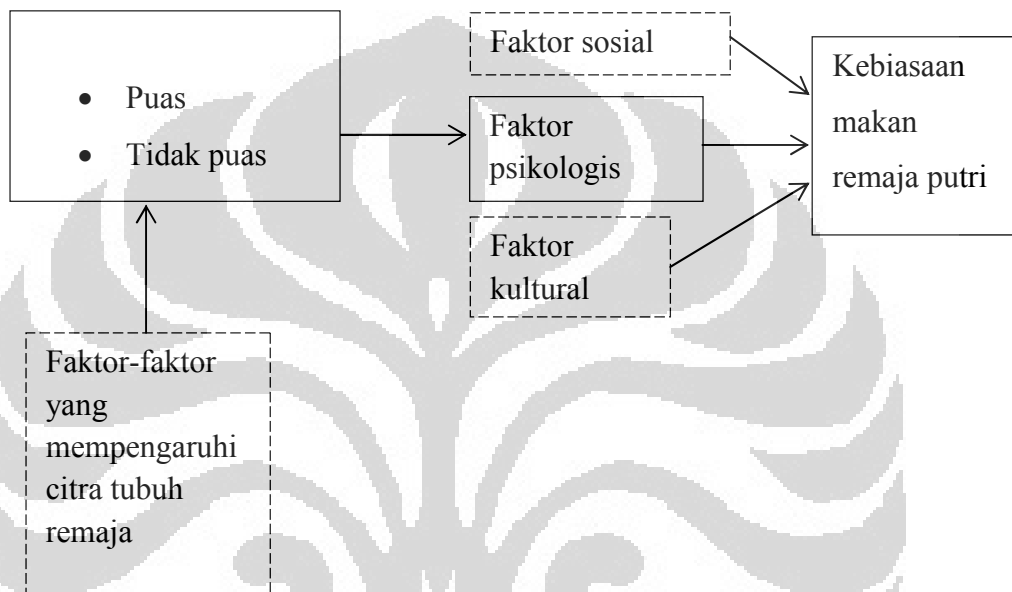 • Puas
• Tidak puas
Faktor sosial
Faktor
psikologis
Faktor
kultural
Kebiasaan
makan
remaja putri
Faktor-faktor
yang
mempengaruhi
citra tubuh
remaja